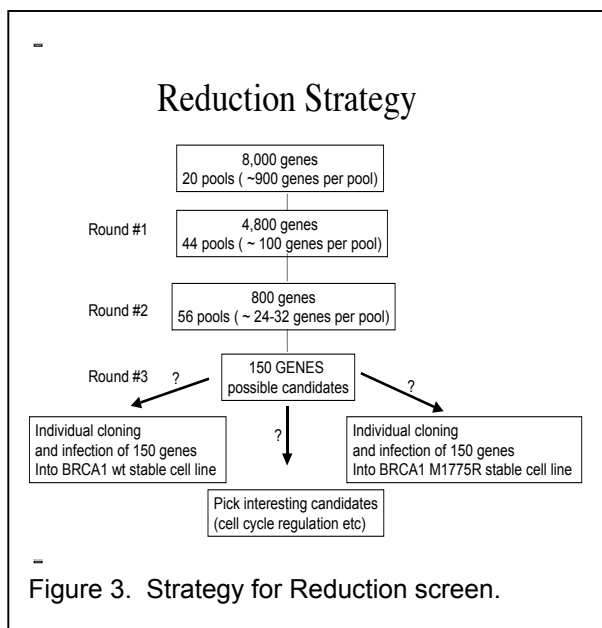 Reduction Strategy
8,000 genes
20 pools ( ~900 genes per pool)
Round #1
4,800 genes
44 pools ( ~ 100 genes per pool)
Round #2
800 genes
56 pools ( ~ 24-32 genes per pool)
Round #3
150 GENES
possible candidates
?
?
?
Individual cloning
and infection of 150 genes
Into BRCA1 wt stable cell line
Individual cloning
and infection of 150 genes
Into BRCA1 M1775R stable cell line
Pick interesting candidates
(cell cycle regulation etc)
Figure 3. Strategy for Reduction screen.